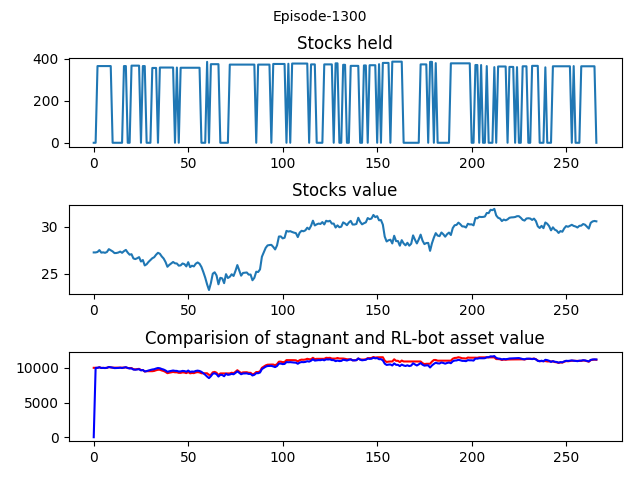 Episode-1300
Stocks held
400
200
0
0 50 100 150 200 250
Stocks value
30
25
0 50 100 150 200 250
Comparision of stagnant and RL-bot asset value
10000
5000
0
0 50 100 150 200 250